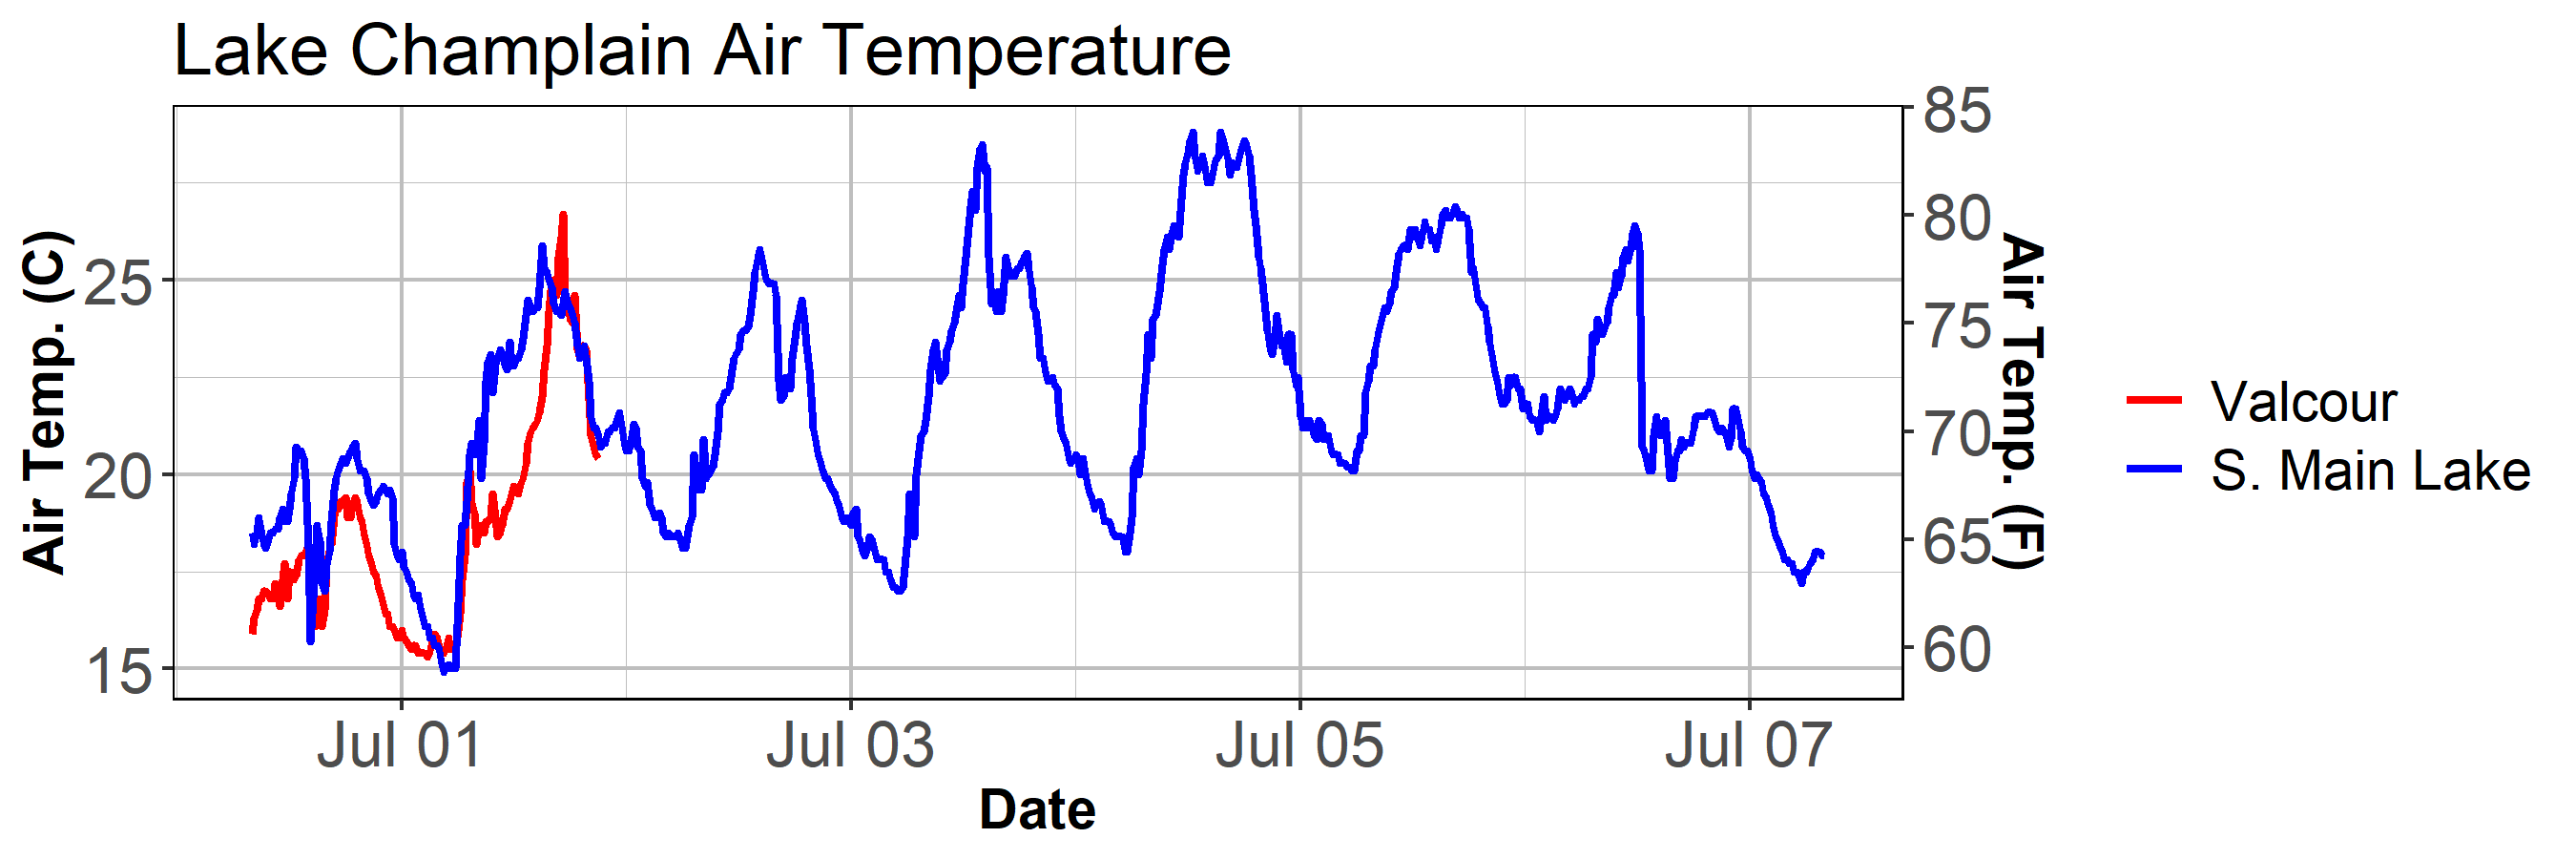 Lake Champlain Air Temperature
Air Temp. (C)
25
20
15
85
80
75
70
65
60
Air Temp. (F)
Jul 01
Jul 03
Jul 05
Jul 07
Date
Valcour
S. Main Lake